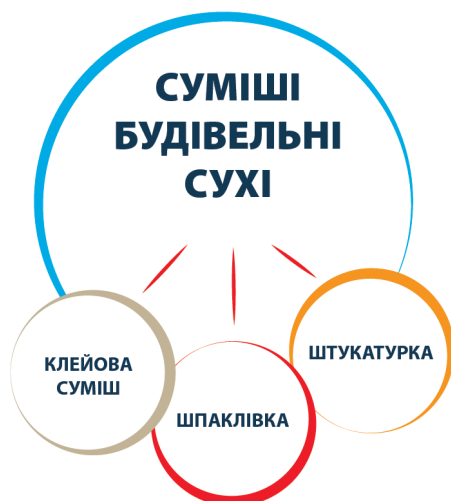 СУМІШІ
БУДІВЕЛЬНІ
СУХІ
КЛЕЙОВА
СУМІШ
ШПАКЛІВКА
ШТУКАТУРКА